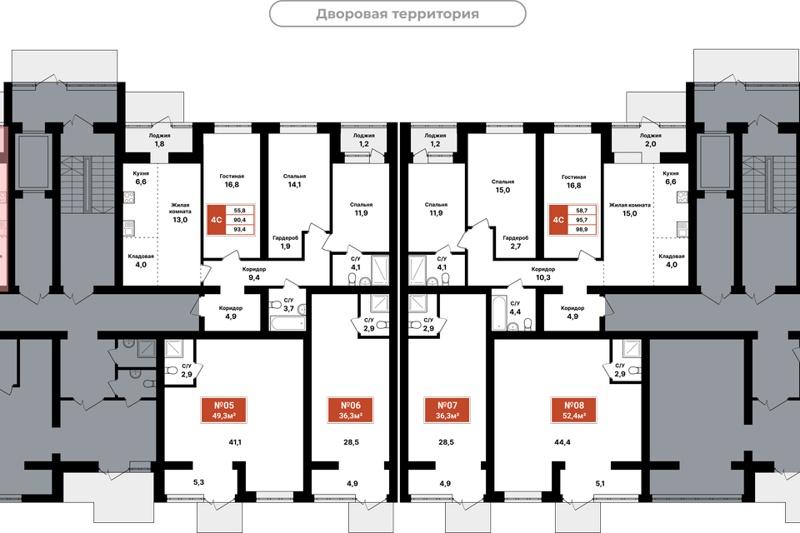 Дворовая территория
Лоджия
1,8
Кухня
6,6
Жилая
комната
13,0
Кладовая
4,0
Гостиная
16,8
4С
55,8
90,4
93,4
Спальня
14,1
Гардероб
1,9
Лоджия
1,2
Спальня
11,9
С/У
4,1
Коридор
9,4
Коридор
4,9
С/У
3,7
Лоджия
1,2
Спальня
11,9
С/У
4,1
Спальня
15,0
Гардероб
2,7
Гостиная
16,8
4С
58,7
95,7
98,9
Лоджия
2,0
Кухня
6,6
Жилая комната
15,0
Кладовая
4,0
Коридор
10,3
С/У
4,4
Коридор
4,9
С/У
2,9
№05
49,3м²
41,1
5,3
С/У
2,9
№06
36,3м²
28,5
4,9
С/У
2,9
№07
36,3м²
28,5
4,9
С/У
2,9
№08
52,4м²
44,4
5,1